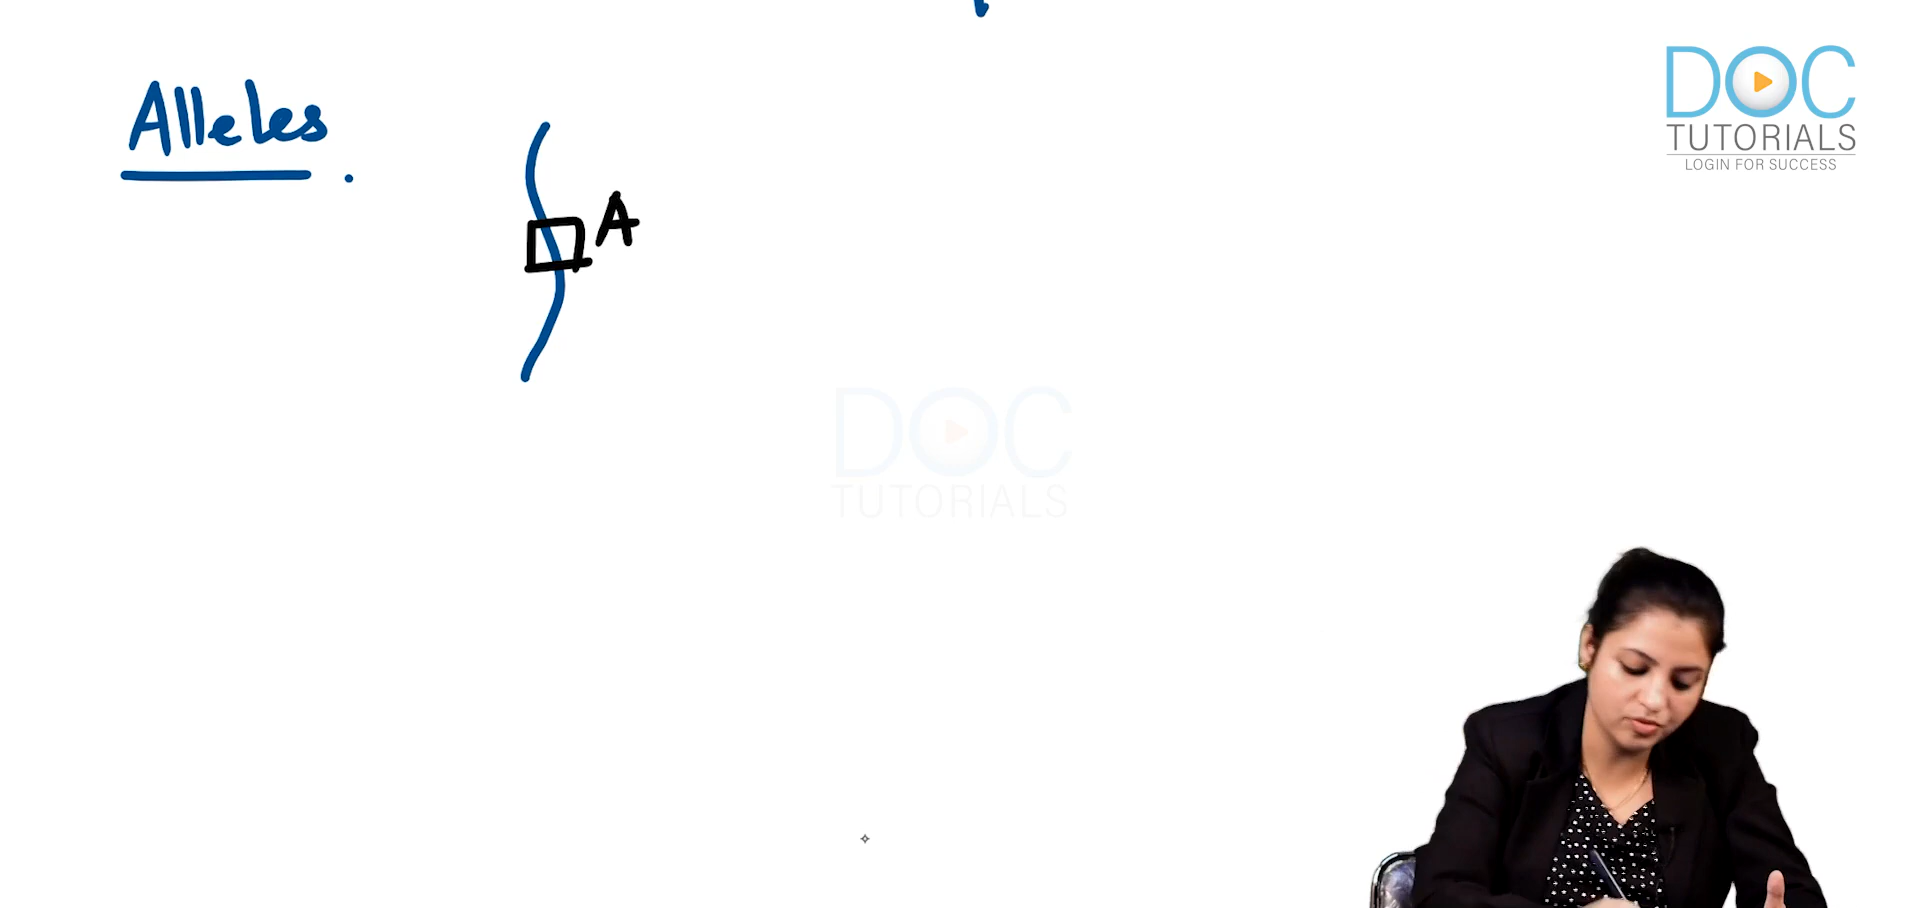 Alleles
A
DOC
TUTORIALS
LOGIN FOR SUCCESS
DOC
TUTORIALS